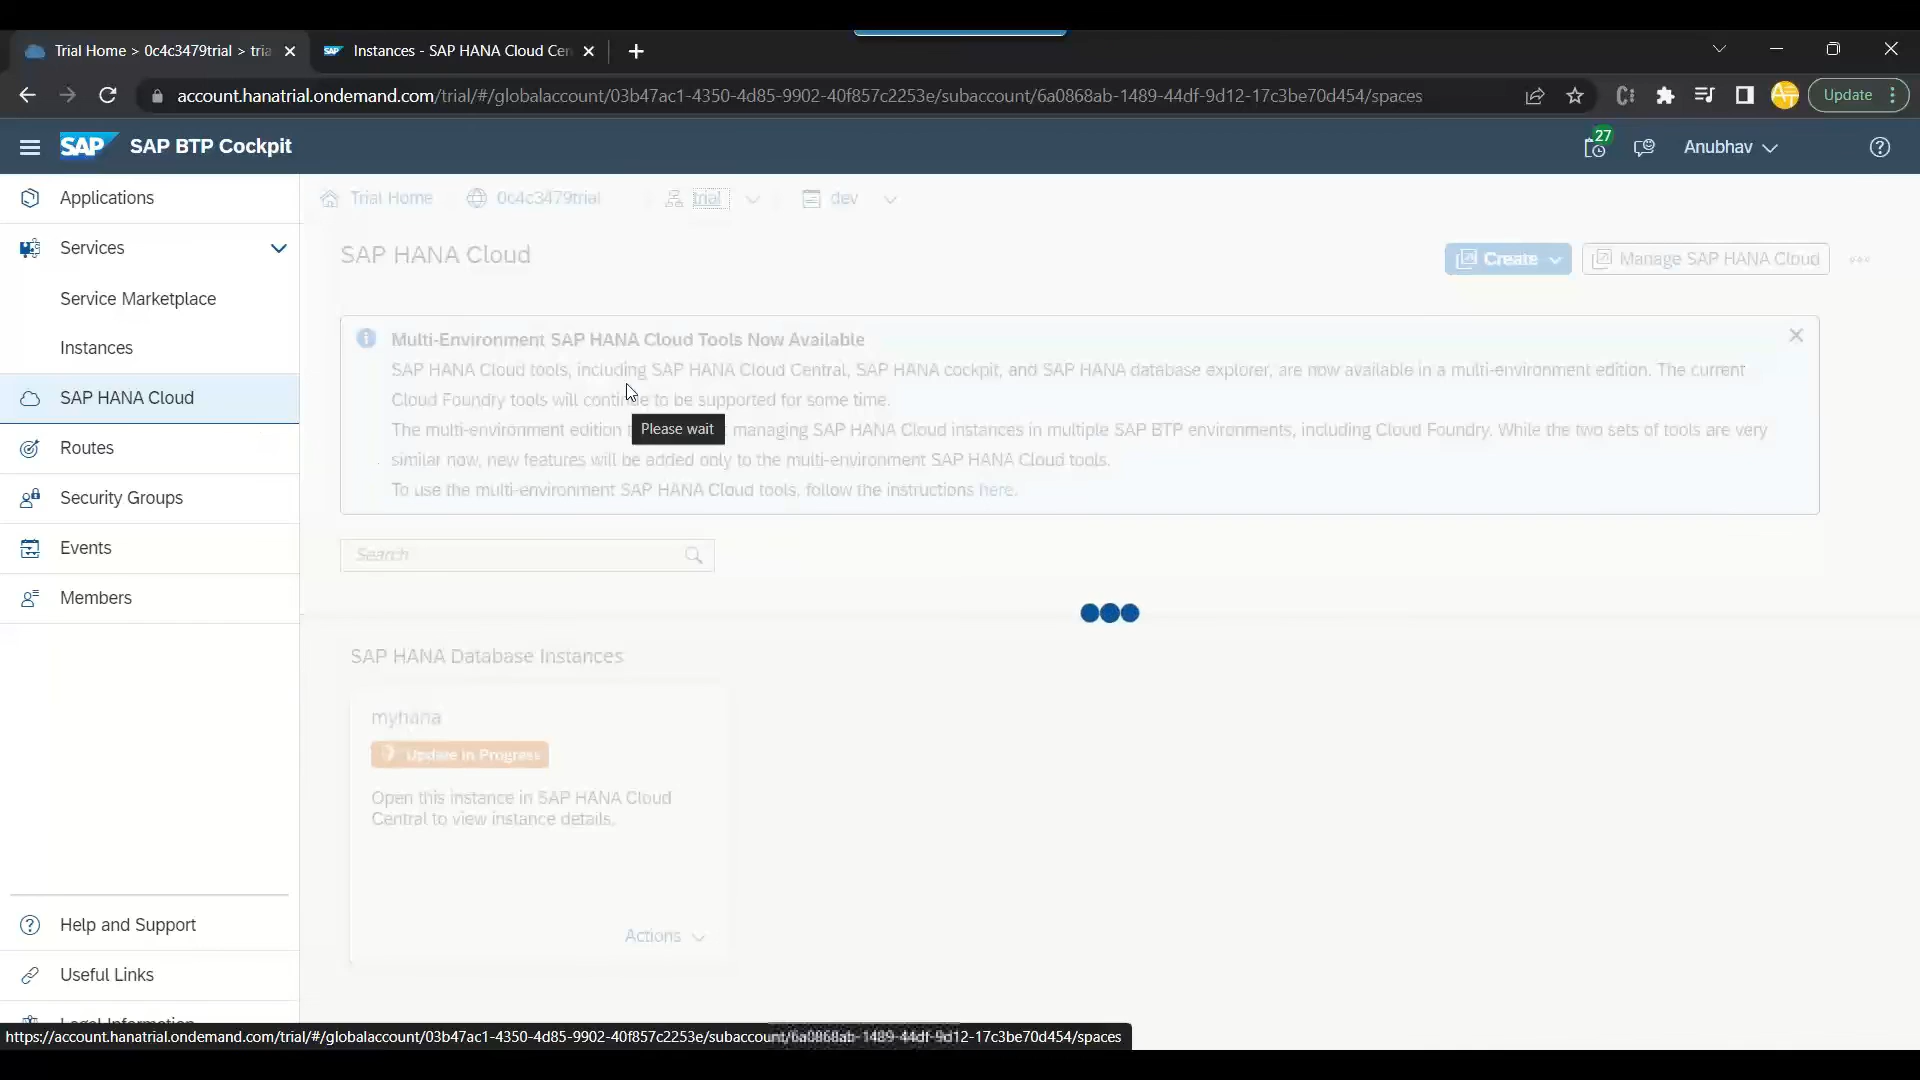 Trial Home > 0c4c3479trial > tria
Instances - SAP HANA Cloud Cen
account.hanatrial.ondemand.com/trial/#/globalaccount/03b47ac1-4350-4d85-9902-40f857c2253e/subaccount/6a0868ab-1489-44df-9d12-17c3be70d454/spaces
Update
SAP SAP BTP Cockpit
27
Anubhav
Applications
Services
Service Marketplace
Instances
SAP HANA Cloud
Routes
Security Groups
Events
Members
Help and Support
Useful Links
Legal Information
Trial Home
0c4c3479trial
trial
dev
SAP HANA Cloud
Create
Manage SAP HANA Cloud
Multi-Environment SAP HANA Cloud Tools Now Available
SAP HANA Cloud tools, including SAP HANA Cloud Central, SAP HANA cockpit, and SAP HANA database explorer, are now available in a multi-environment edition. The current
Cloud Foundry tools will continue to be supported for some time.
The multi-environment edition managing SAP HANA Cloud instances in multiple SAP BTP environments, including Cloud Foundry. While the two sets of tools are very
similar now, new features will be added only to the multi-environment SAP HANA Cloud tools.
To use the multi-environment SAP HANA Cloud tools, follow the instructions here.
Please wait
Search
SAP HANA Database Instances
myhana
Update in Progress
Open this instance in SAP HANA Cloud
Central to view instance details.
Actions
https://account.hanatrial.ondemand.com/trial/#/globalaccount/03b47ac1-4350-4d85-9902-40f857c2253e/subaccount/6a0868ab-1489-44df-9d12-17c3be70d454/spaces